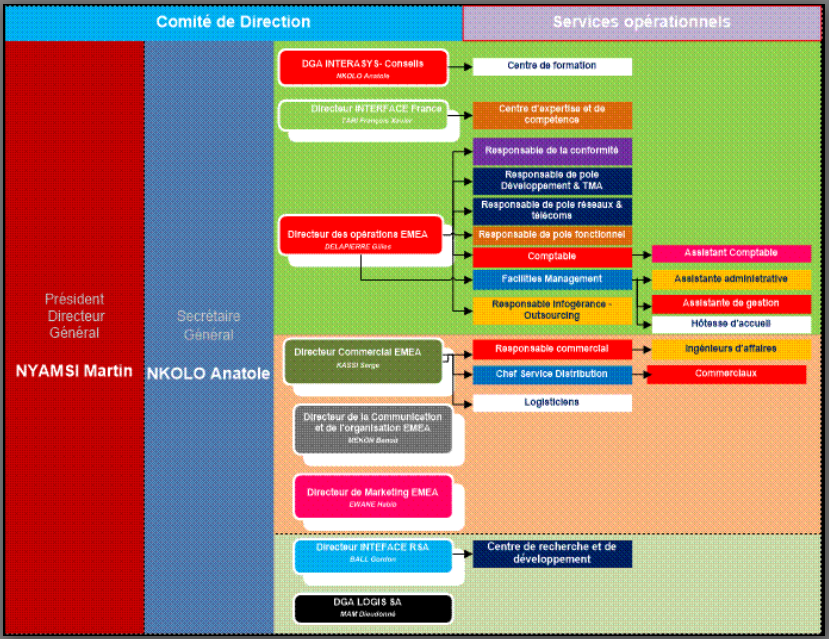 Comité de Direction
Services opérationnels
Président
Directeur
Général
NYAMSI Martin
Secrétaire
Général
NKOLO Anatole
DGA INTERASYS- Conseils
NKOLO Anatole
Centre de formation
Directeur INTERFACE France
TABI François Xavier
Centre d'expertise et de
compétence
Directeur des opérations EMEA
DELAPIERRE Gilles
Responsable de la conformité
Responsable de pole
Développement & TMA
Responsable de pole réseaux &
télécoms
Responsable de pole fonctionnel
Comptable
Assistant Comptable
Facilities Management
Assistante administrative
Assistante de gestion
Hôtesse d'accueil
Responsable Infogérance -
Outsourcing
Directeur Commercial EMEA
KASSI Serge
Responsable commercial
Ingénieurs d'affaires
Chef Service Distribution
Commerciaux
Logisticiens
Directeur de la Communication
et de l'organisation EMEA
MEKON Benoit
Directeur de Marketing EMEA
EWANE Habib
Directeur INTEFACE RSA
BALL Gordon
Centre de recherche et de
développement
DGA LOGIS SA
MAM Dieudonné